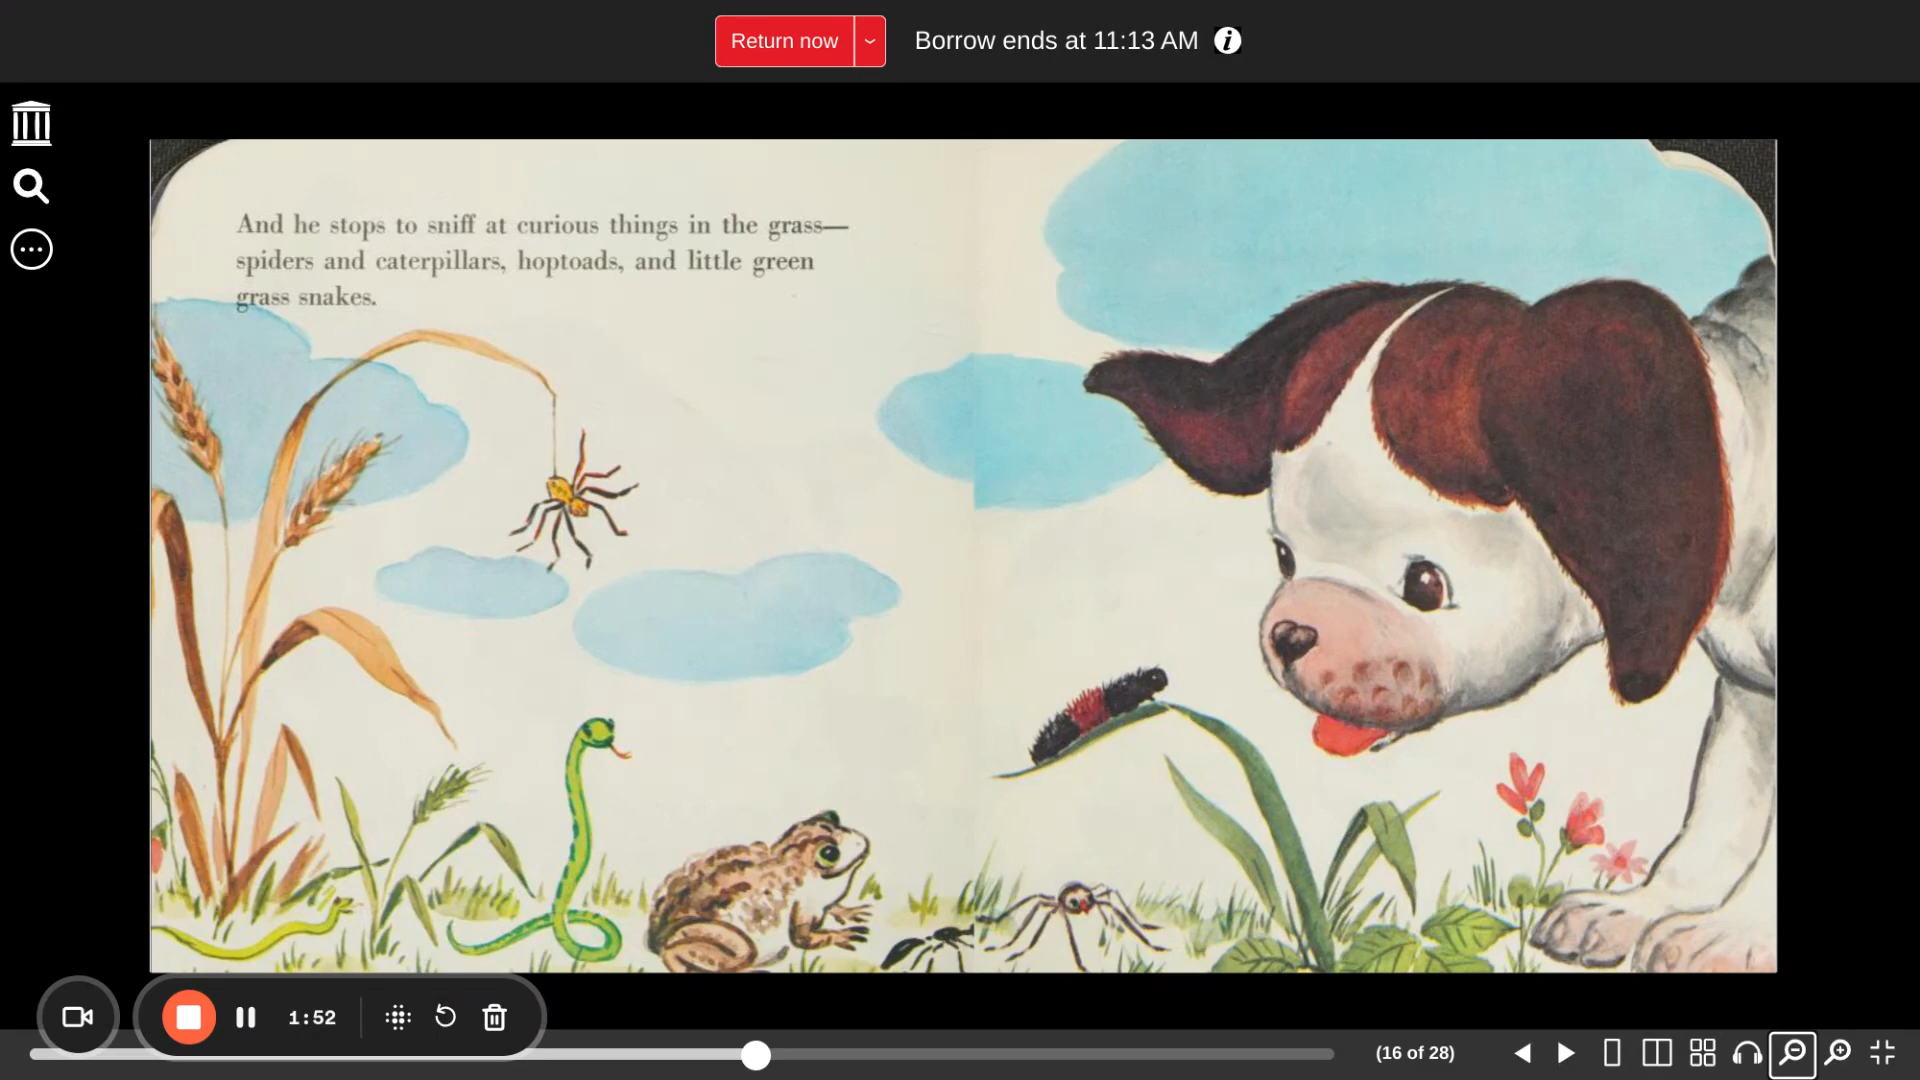 Return now
Borrow ends at 11:13 AM
And he stops to sniff at curious things in the grass—
spiders and caterpillars, hoptoads, and little green
grass snakes.
1:52
(16 of 28)